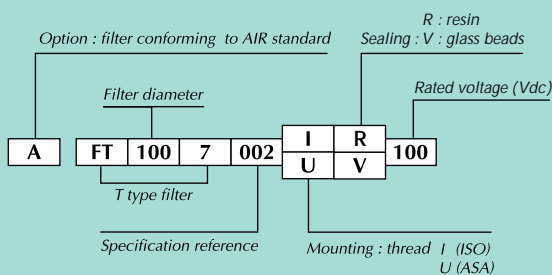 R : resin
Option : filter conforming to AIR standard
Sealing : V : glass beads
Filter diameter
Rated voltage (Vdc)
A FT 100 7 002 I R 100
U V
T type filter
Specification reference
Mounting : thread I (ISO)
U (ASA)